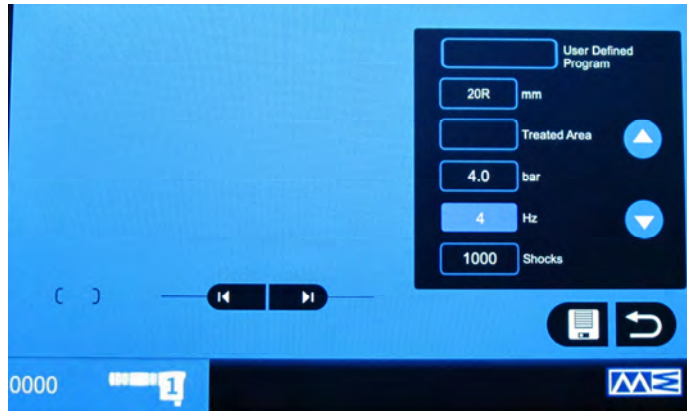 User Defined
Program
20R mm
Treated Area
4.0 bar
4 Hz
1000 Shocks
0000
1